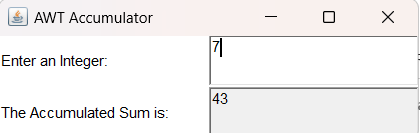 AWT Accumulator
Enter an Integer:
7
The Accumulated Sum is:
43